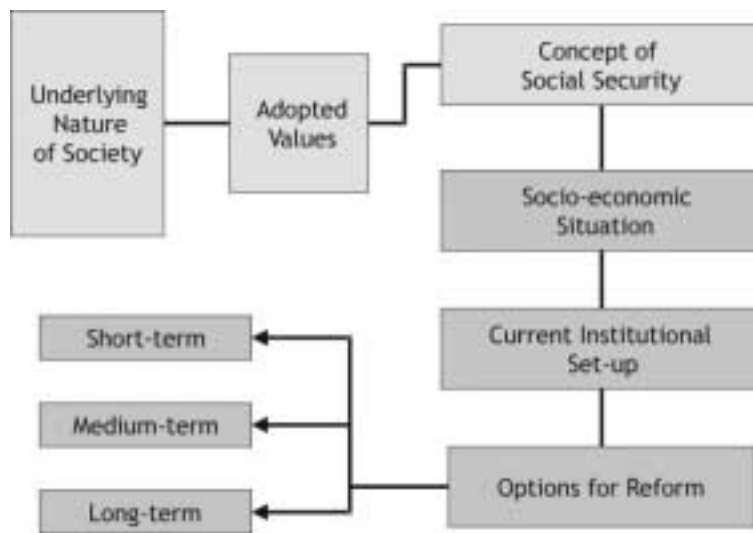 Underlying
Nature
of Society
Adopted
Values
Concept of
Social Security
Socio-economic
Situation
Current Institutional
Set-up
Options for Reform
Short-term
Medium-term
Long-term